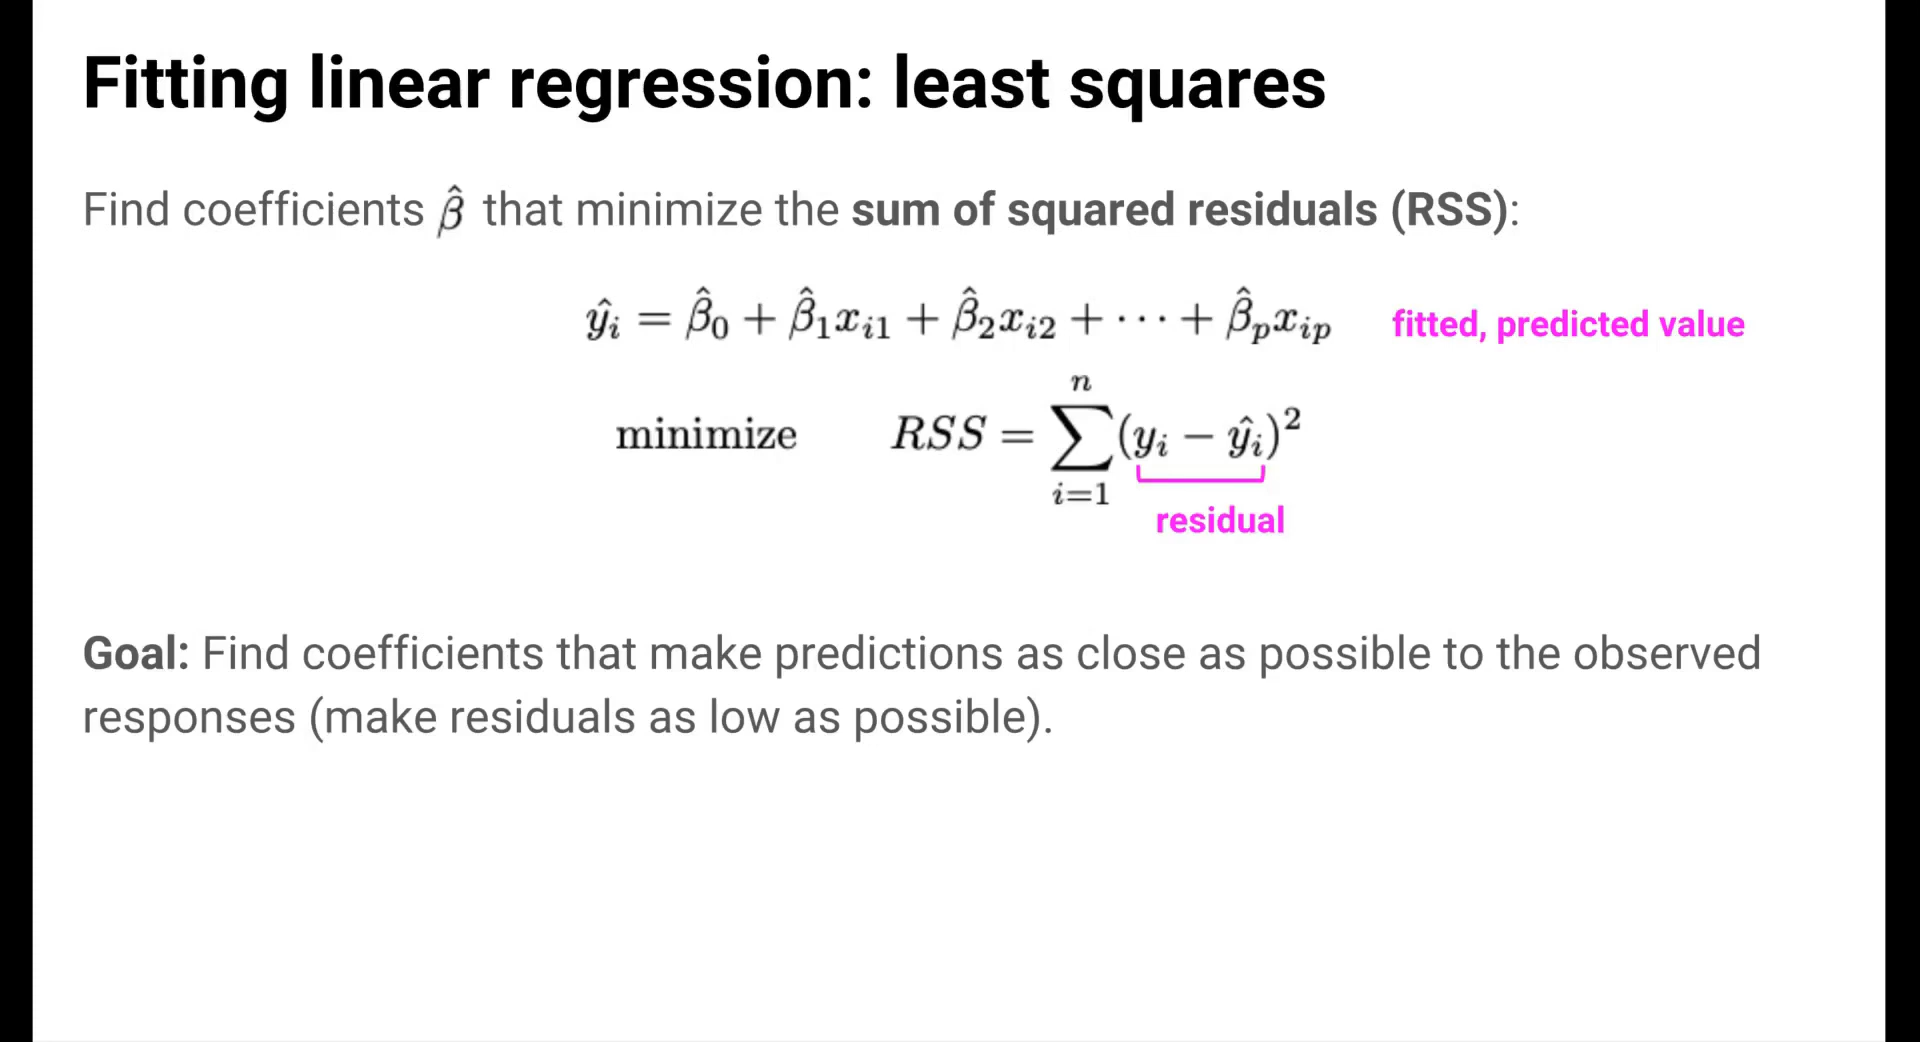 Fitting linear regression: least squares
Find coefficients β̂ that minimize the sum of squared residuals (RSS):
ŷᵢ = β̂₀ + β̂₁xᵢ₁ + β̂₂xᵢ₂ + ··· + β̂ₚxᵢₚ fitted, predicted value
minimize RSS = ∑ⁿᵢ₌₁(yᵢ − ŷᵢ)²
residual
Goal: Find coefficients that make predictions as close as possible to the observed
responses (make residuals as low as possible).